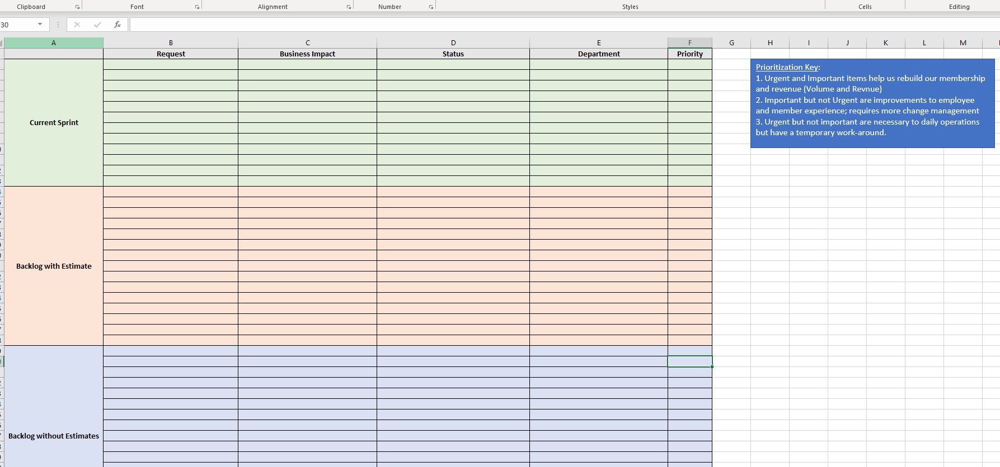 Clipboard Font Alignment Number Styles Cells Editing
30 fx
A B C D E F G H I J K L M
Request Business Impact Status Department Priority
Prioritization Key:
1. Urgent and Important items help us rebuild our membership
and revenue (Volume and Revnue)
2. Important but not Urgent are improvements to employee
and member experience; requires more change management
3. Urgent but not important are necessary to daily operations
but have a temporary work-around.
Current Sprint
Backlog with Estimate
Backlog without Estimates